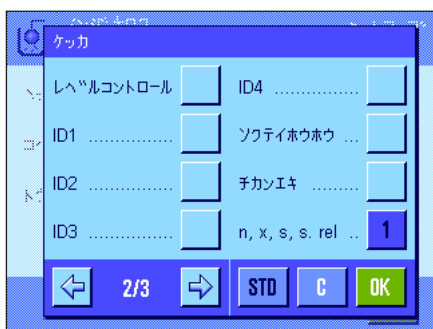 ケッカ
レベルコントロール
ID1 ...............
ID2 ...............
ID3 ...............
ID4 ...............
ソクテイホウホウ ...
チカンエキ .........
n, x, s, s. rel .. 1
2/3
STD
C
OK